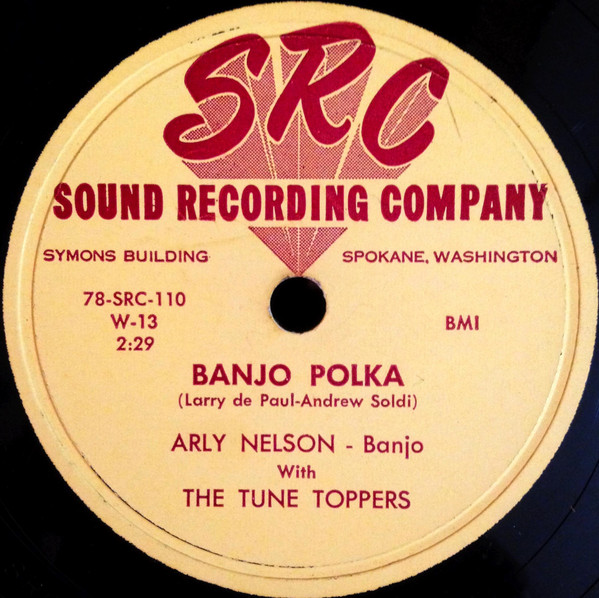 SRC
SOUND RECORDING COMPANY
SYMONS BUILDING SPOKANE, WASHINGTON
78-SRC-110
W-13 BMI
2:29
BANJO POLKA
(Larry de Paul-Andrew Soldi)
ARLY NELSON - Banjo
With
THE TUNE TOPPERS